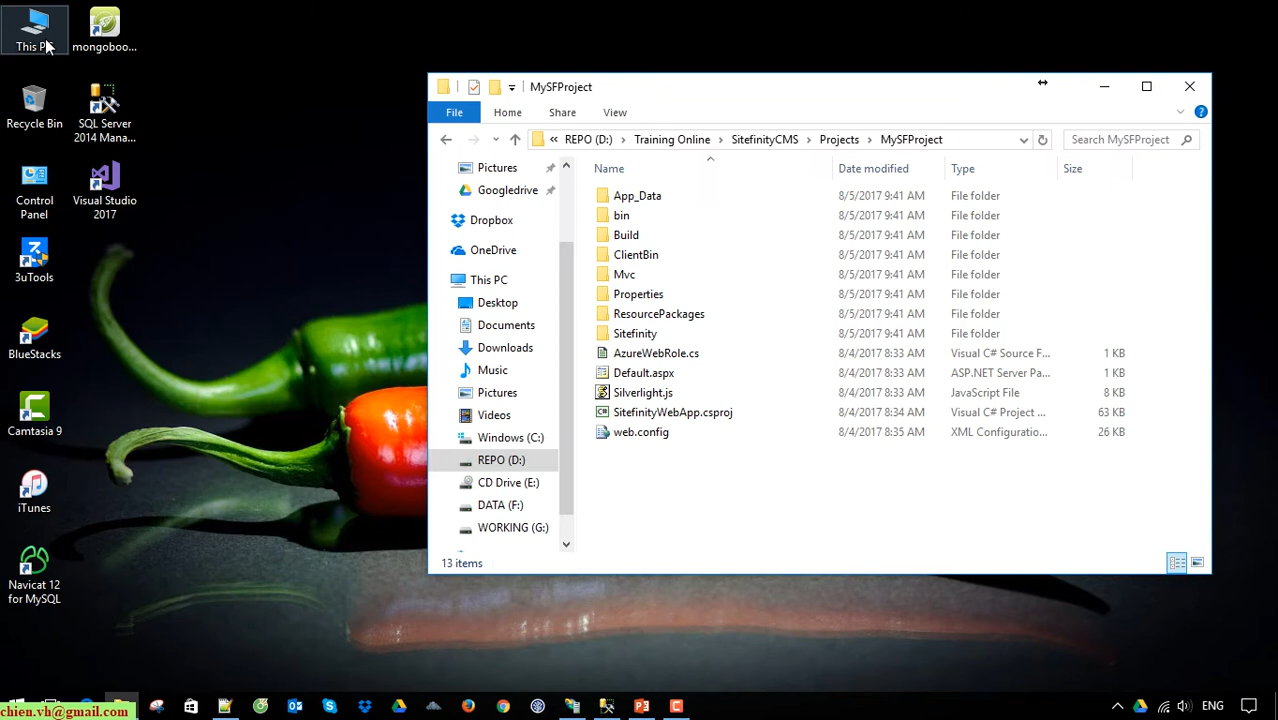 This PC
mongoboo...
Recycle Bin
SQL Server
2014 Mana...
Control
Panel
Visual Studio
2017
3uTools
BlueStacks
Camtasia 9
iTunes
Navicat 12
for MySQL
MySFProject
File Home Share View
« REPO (D:) › Training Online › SitefinityCMS › Projects › MySFProject
Search MySFProject
Name Date modified Type Size
Pictures
Googledrive
Dropbox
OneDrive
This PC
Desktop
Documents
Downloads
Music
Pictures
Videos
Windows (C:)
REPO (D:)
CD Drive (E:)
DATA (F:)
WORKING (G:)
App_Data 8/5/2017 9:41 AM File folder
bin 8/5/2017 9:41 AM File folder
Build 8/5/2017 9:41 AM File folder
ClientBin 8/5/2017 9:41 AM File folder
Mvc 8/5/2017 9:41 AM File folder
Properties 8/5/2017 9:41 AM File folder
ResourcePackages 8/5/2017 9:41 AM File folder
Sitefinity 8/5/2017 9:41 AM File folder
AzureWebRole.cs 8/4/2017 8:33 AM Visual C# Source F... 1 KB
Default.aspx 8/4/2017 8:33 AM ASP.NET Server Pa... 1 KB
Silverlight.js 8/4/2017 8:33 AM JavaScript File 8 KB
SitefinityWebApp.csproj 8/4/2017 8:34 AM Visual C# Project ... 63 KB
web.config 8/4/2017 8:35 AM XML Configuratio... 26 KB
13 items
chien.vh@gmail.com
ENG